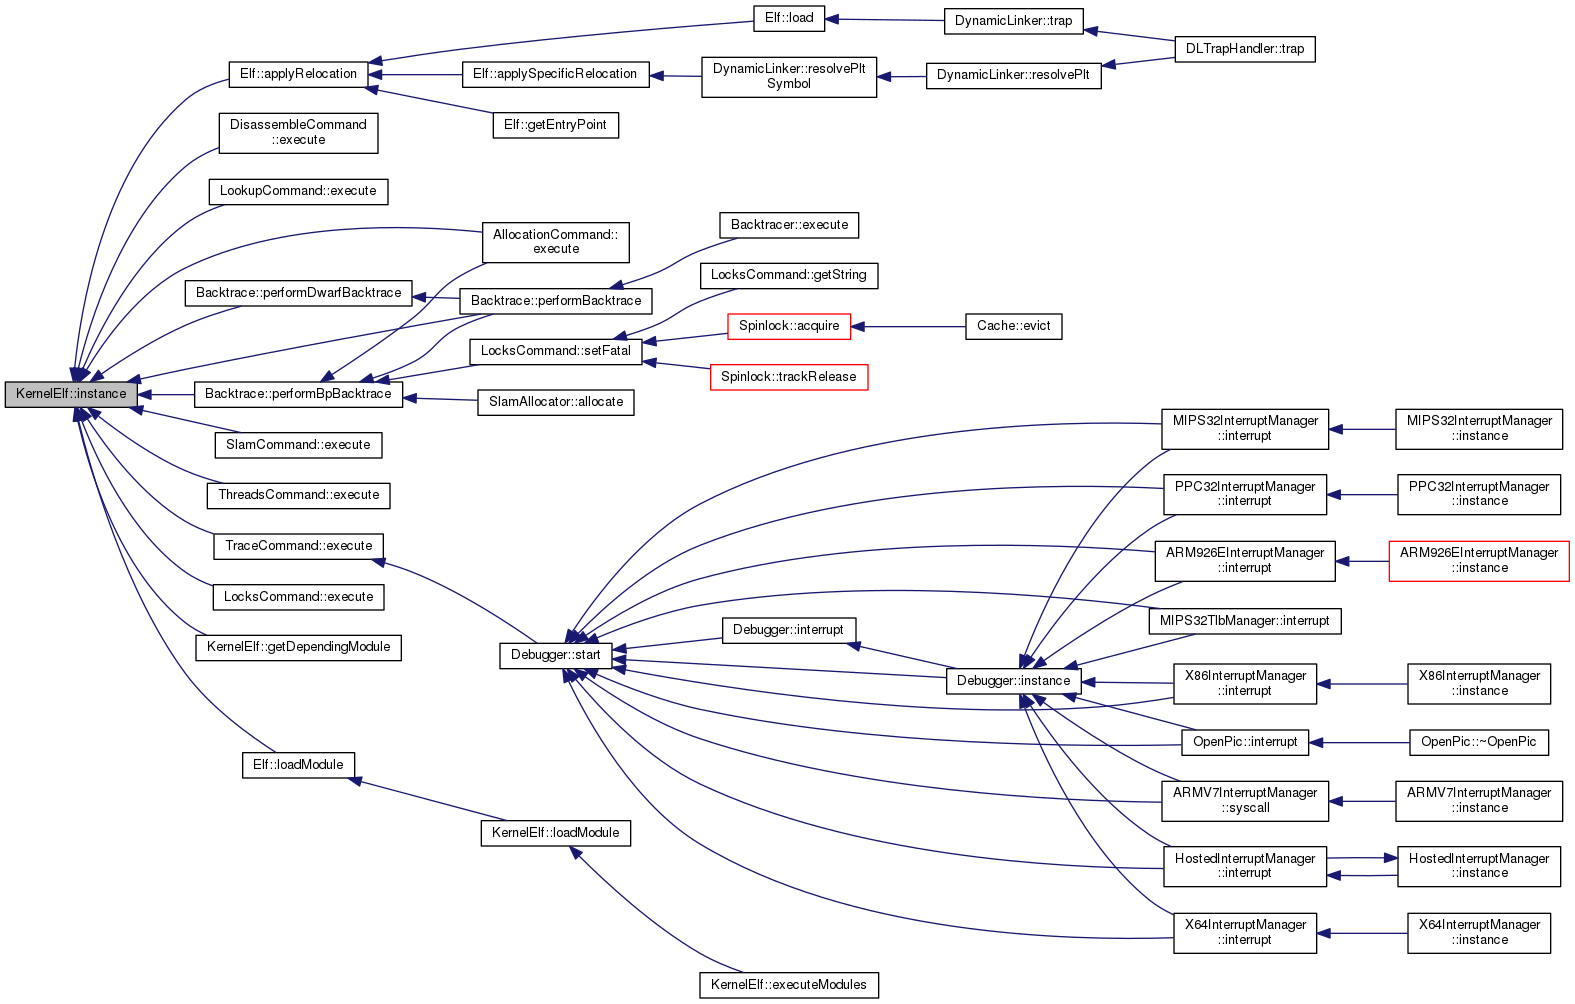 Elf::load
DynamicLinker::trap
DLTrapHandler::trap
Elf::applyRelocation
Elf::applySpecificRelocation
DynamicLinker::resolvePlt
Symbol
DynamicLinker::resolvePlt
Elf::getEntryPoint
DisassembleCommand
::execute
LookupCommand::execute
AllocationCommand::
execute
Backtracer::execute
Backtrace::performDwarfBacktrace
Backtrace::performBacktrace
LocksCommand::getString
Spinlock::acquire
Cache::evict
LocksCommand::setFatal
Spinlock::trackRelease
KernelElf::instance
Backtrace::performBpBacktrace
SlamAllocator::allocate
SlamCommand::execute
ThreadsCommand::execute
TraceCommand::execute
LocksCommand::execute
KernelElf::getDependingModule
Elf::loadModule
KernelElf::loadModule
KernelElf::executeModules
Debugger::start
Debugger::interrupt
Debugger::instance
MIPS32InterruptManager
::interrupt
MIPS32InterruptManager
::instance
PPC32InterruptManager
::interrupt
PPC32InterruptManager
::instance
ARM926EInterruptManager
::interrupt
ARM926EInterruptManager
::instance
MIPS32TlbManager::interrupt
X86InterruptManager
::interrupt
X86InterruptManager
::instance
OpenPic::interrupt
OpenPic::~OpenPic
ARMV7InterruptManager
::syscall
ARMV7InterruptManager
::instance
HostedInterruptManager
::interrupt
HostedInterruptManager
::instance
X64InterruptManager
::interrupt
X64InterruptManager
::instance